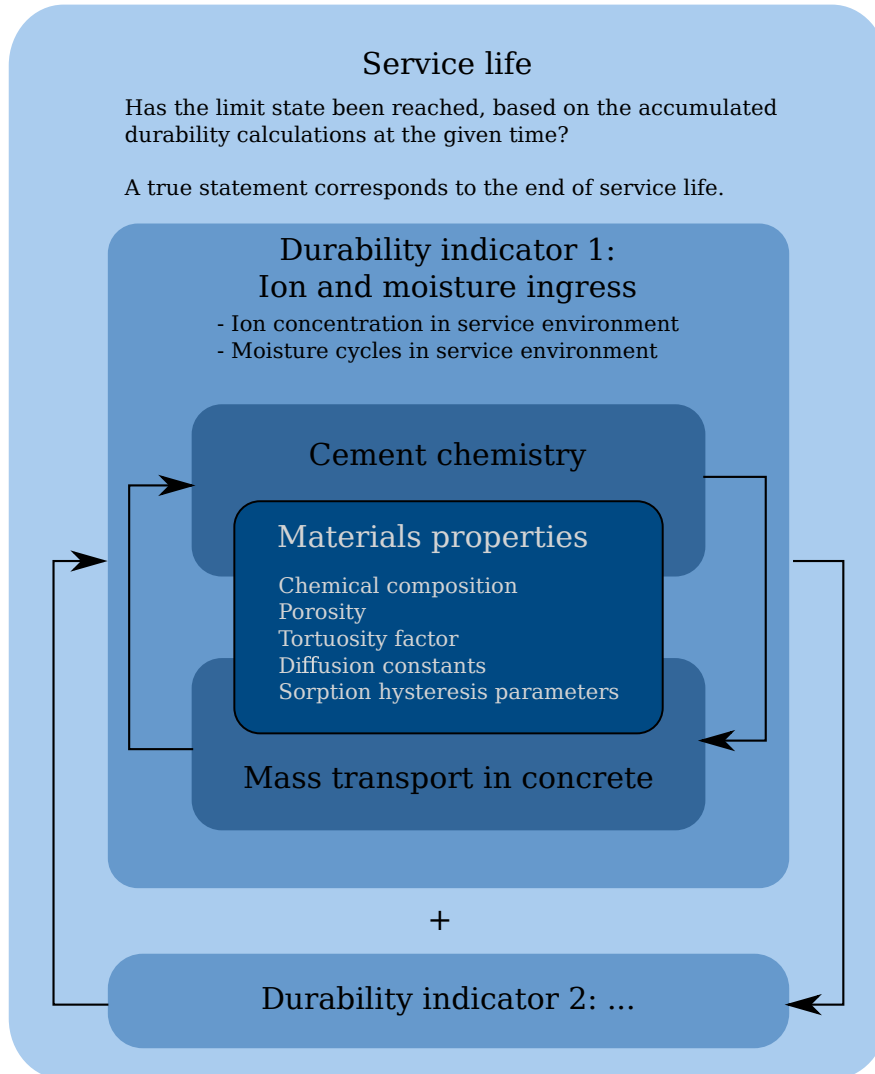 Service life
Has the limit state been reached, based on the accumulated
durability calculations at the given time?
A true statement corresponds to the end of service life.
Durability indicator 1:
Ion and moisture ingress
- Ion concentration in service environment
- Moisture cycles in service environment
Cement chemistry
Materials properties
Chemical composition
Porosity
Tortuosity factor
Diffusion constants
Sorption hysteresis parameters
Mass transport in concrete
+
Durability indicator 2: ...